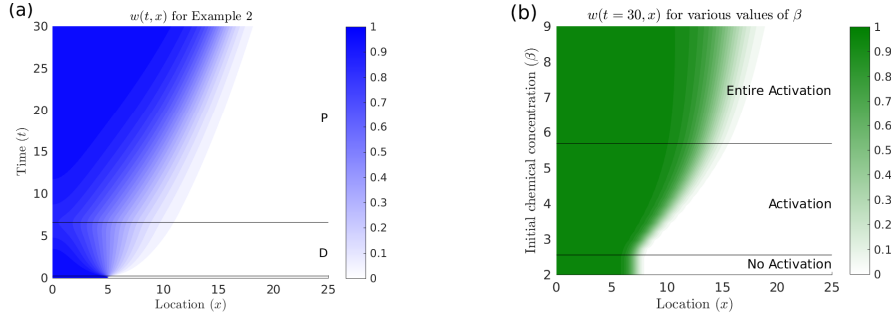 (a)
w(t, x) for Example 2
30
25
20
15
10
5
0
Time (t)
P
D
0 5 10 15 20 25
Location (x)
1
0.9
0.8
0.7
0.6
0.5
0.4
0.3
0.2
0.1
0
(b)
w(t = 30, x) for various values of β
9
8
7
6
5
4
3
2
Initial chemical concentration (β)
Entire Activation
Activation
No Activation
0 5 10 15 20 25
Location (x)
1
0.9
0.8
0.7
0.6
0.5
0.4
0.3
0.2
0.1
0